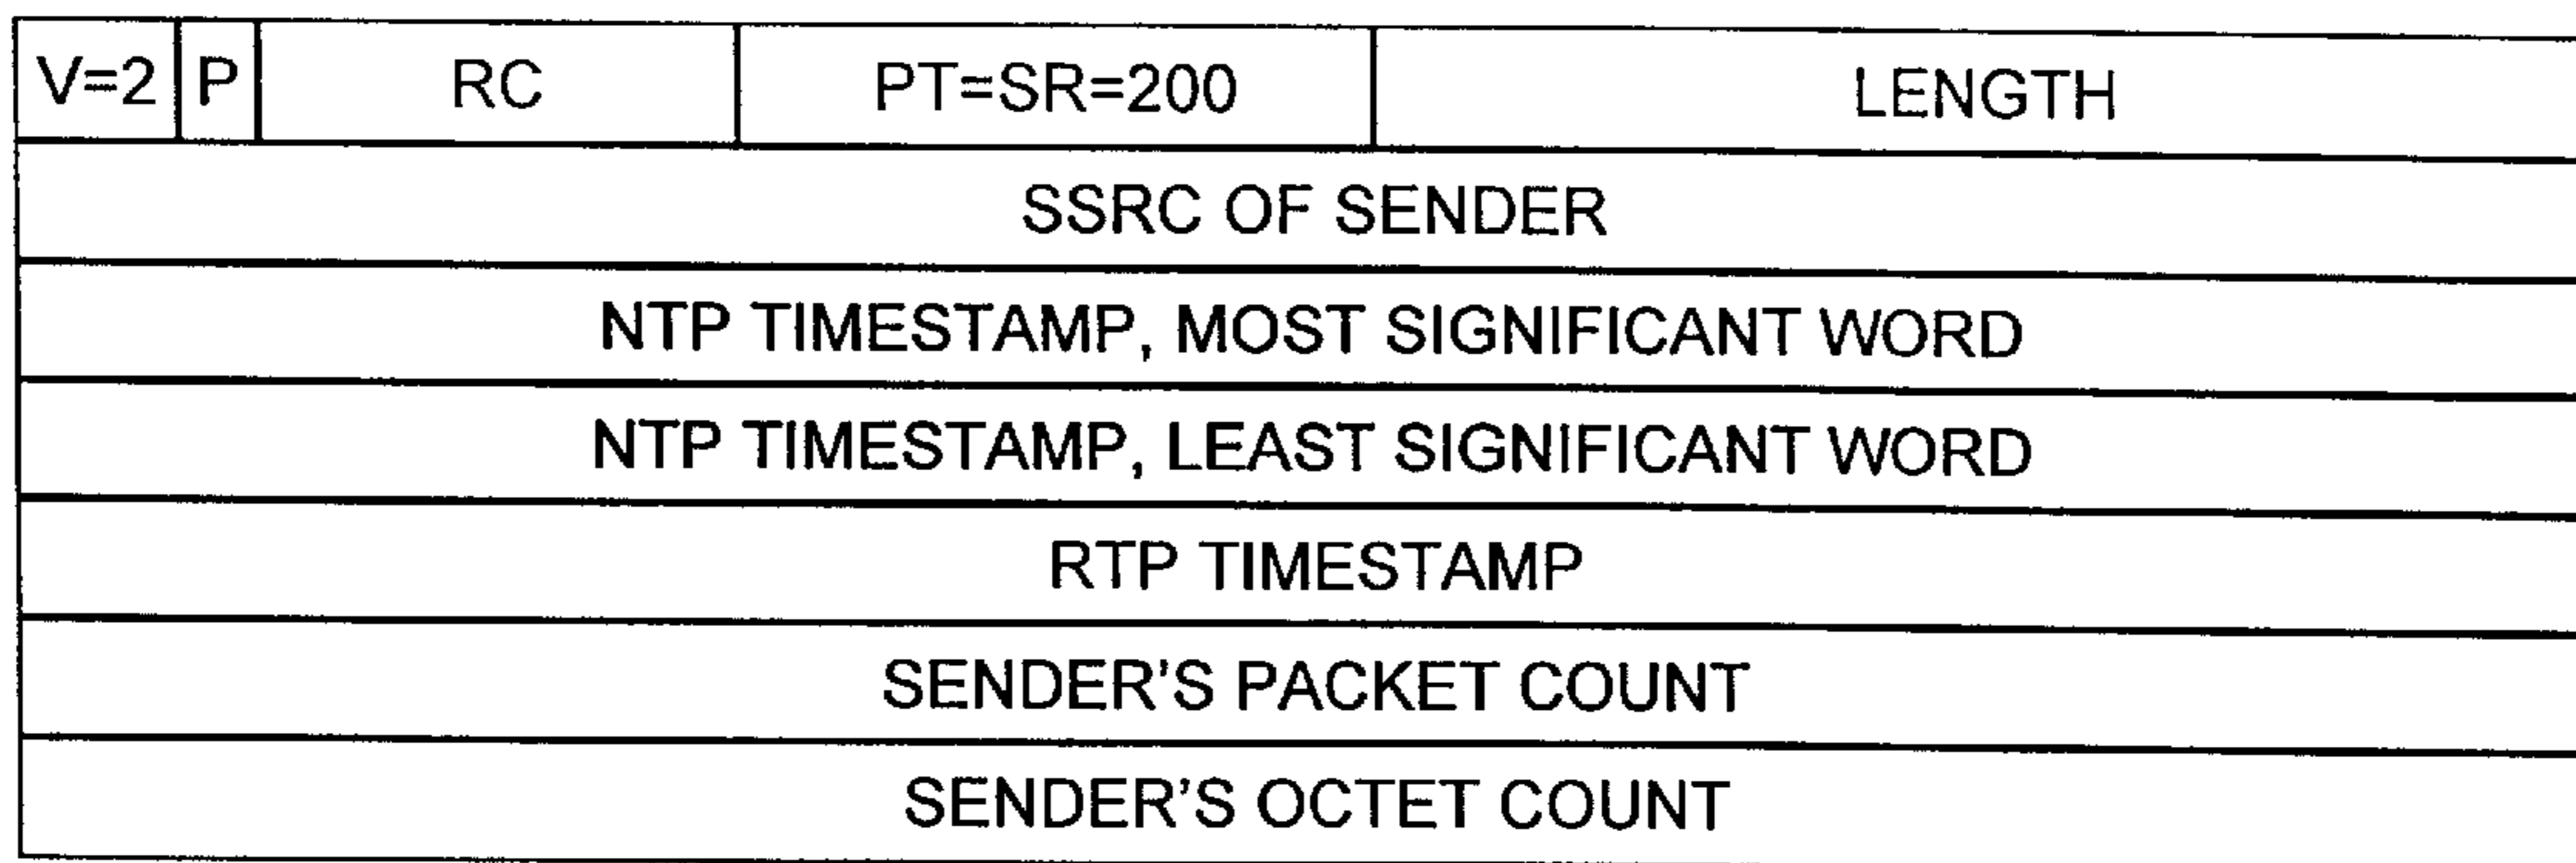 V=2 P RC PT=SR=200 LENGTH
SSRC OF SENDER
NTP TIMESTAMP, MOST SIGNIFICANT WORD
NTP TIMESTAMP, LEAST SIGNIFICANT WORD
RTP TIMESTAMP
SENDER'S PACKET COUNT
SENDER'S OCTET COUNT